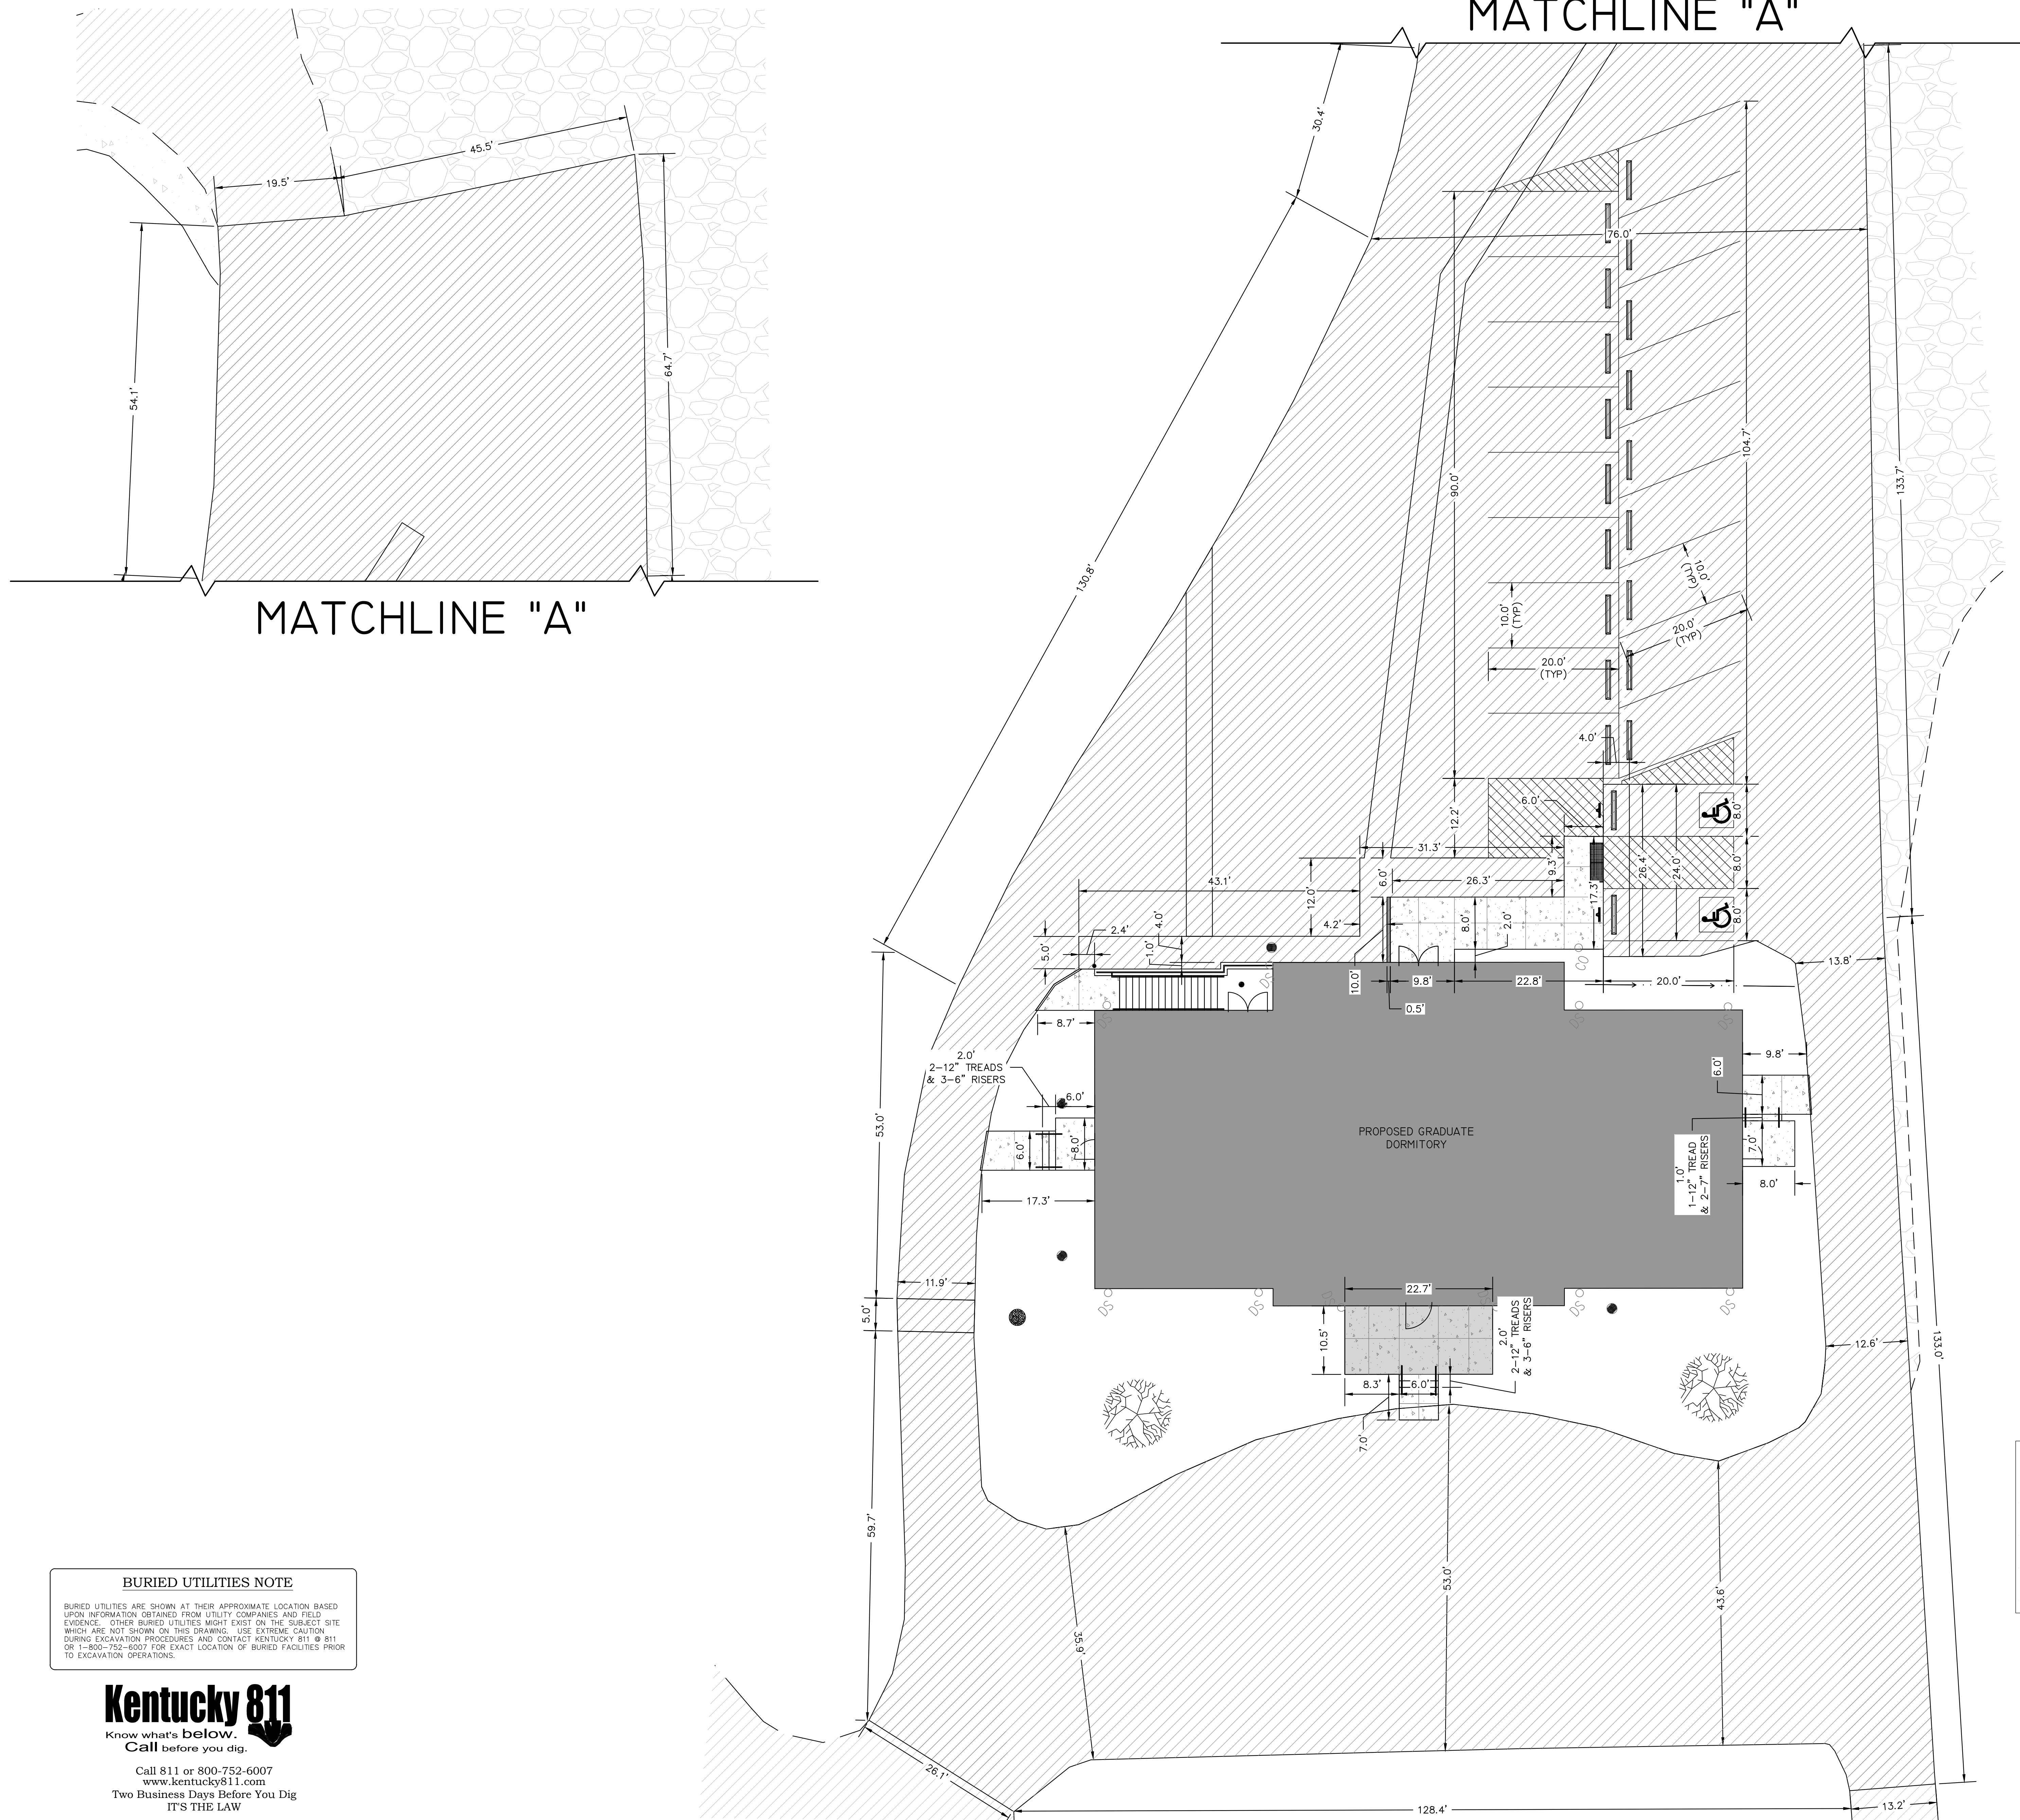 MATCHLINE "A"
45.5'
19.5'
54.1'
64.7'
MATCHLINE "A"
30.4'
76.0'
130.8'
90.0'
104.7'
133.7'
10.0'
(TYP)
10.0'
(TYP)
20.0'
(TYP)
20.0'
(TYP)
4.0'
6.0'
12.2'
8.0'
31.3'
9.3'
26.4'
24.0'
8.0'
43.1'
6.0'
26.3'
12.0'
17.3'
8.0'
4.2'
8.0'
2.0'
2.4'
4.0'
1.0'
5.0'
DS
CO
13.8'
10.0'
9.8'
22.8'
20.0'
0.5'
DS
DS
DS
8.7'
2.0'
2-12" TREADS
& 3-6" RISERS
6.0'
9.8'
6.0'
53.0'
6.0'
8.0'
PROPOSED GRADUATE
DORMITORY
7.0'
1.0'
1-12" TREAD
& 2-7" RISERS
8.0'
17.3'
11.9'
22.7'
5.0'
DS
DS
DS
DS
10.5'
2.0'
2-12" TREADS
& 3-6" RISERS
12.6'
133.0'
8.3'
6.0'
7.0'
59.7'
53.0'
43.6'
35.9'
26.1'
128.4'
13.2'
BURIED UTILITIES NOTE
BURIED UTILITIES ARE SHOWN AT THEIR APPROXIMATE LOCATION BASED
UPON INFORMATION OBTAINED FROM UTILITY COMPANIES AND FIELD
EVIDENCE. OTHER BURIED UTILITIES MIGHT EXIST ON THE SUBJECT SITE
WHICH ARE NOT SHOWN ON THIS DRAWING. USE EXTREME CAUTION
DURING EXCAVATION PROCEDURES AND CONTACT KENTUCKY 811 @ 811
OR 1-800-752-6007 FOR EXACT LOCATION OF BURIED FACILITIES PRIOR
TO EXCAVATION OPERATIONS.
Kentucky 811
Know what's below.
Call before you dig.
Call 811 or 800-752-6007
www.kentucky811.com
Two Business Days Before You Dig
IT'S THE LAW